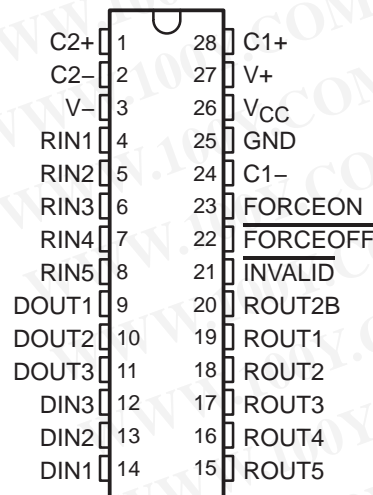 C2+ 1 28 C1+
C2− 2 27 V+
V− 3 26 VCC
RIN1 4 25 GND
RIN2 5 24 C1−
RIN3 6 23 FORCEON
RIN4 7 22 FORCEOFF
RIN5 8 21 INVALID
DOUT1 9 20 ROUT2B
DOUT2 10 19 ROUT1
DOUT3 11 18 ROUT2
DIN3 12 17 ROUT3
DIN2 13 16 ROUT4
DIN1 14 15 ROUT5